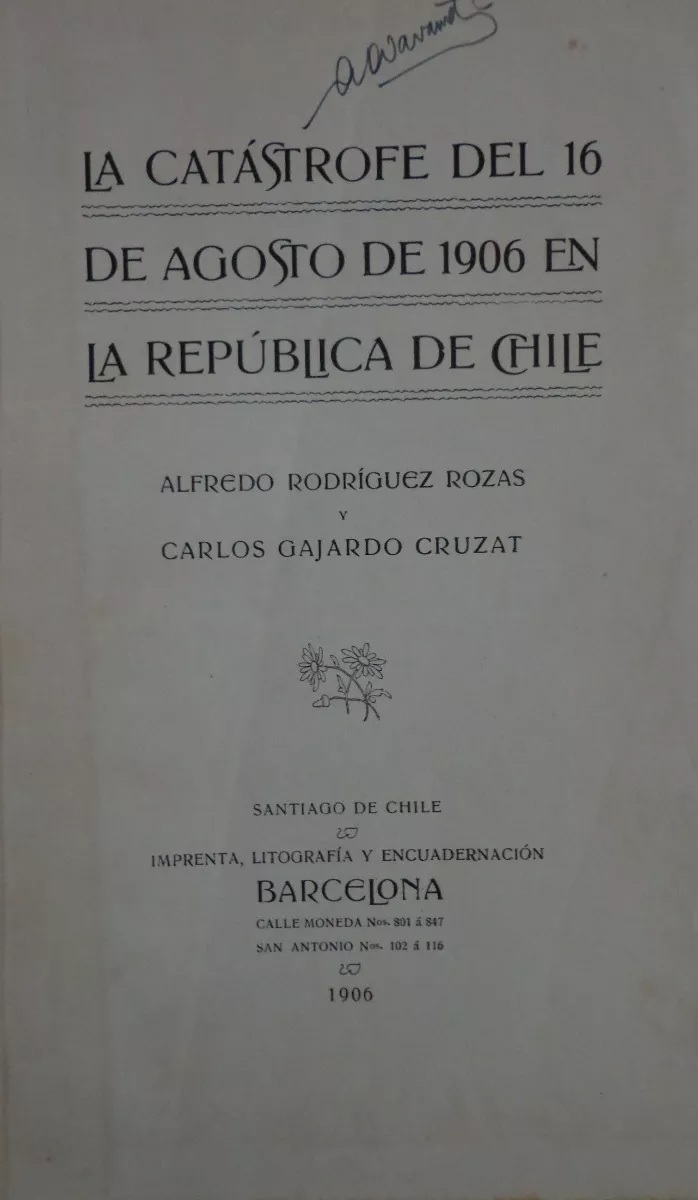 LA CATÁSTROFE DEL 16
DE AGOSTO DE 1906 EN
LA REPÚBLICA DE CHILE
ALFREDO RODRÍGUEZ ROZAS
Y
CARLOS GAJARDO CRUZAT
SANTIAGO DE CHILE
IMPRENTA, LITOGRAFÍA Y ENCUADERNACIÓN
BARCELONA
CALLE MONEDA Nos. 801 á 847
SAN ANTONIO Nos. 102 á 116
1906